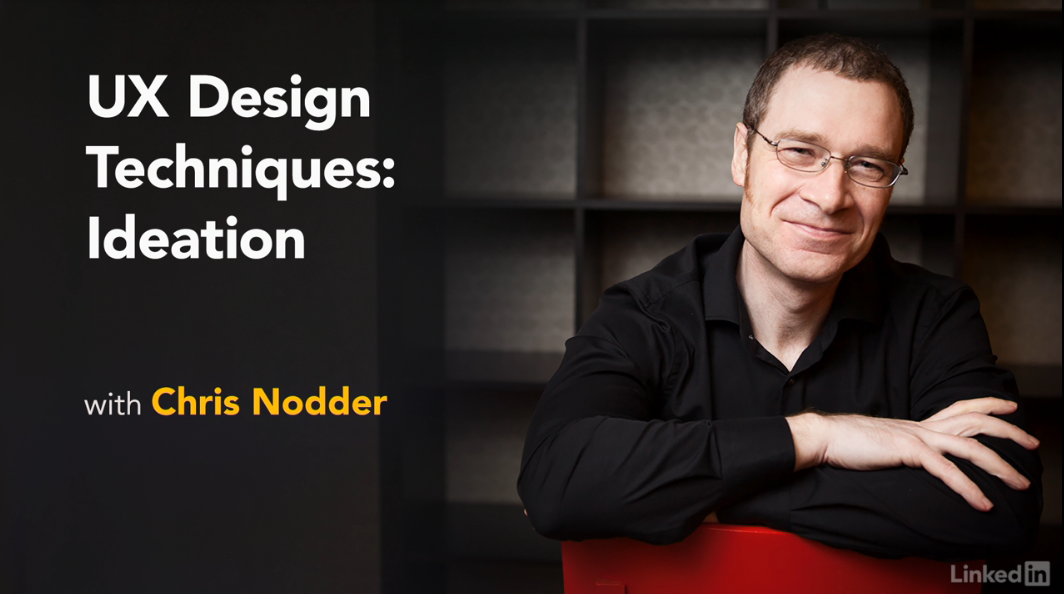 UX Design
Techniques:
Ideation
with Chris Nodder
LinkedIn